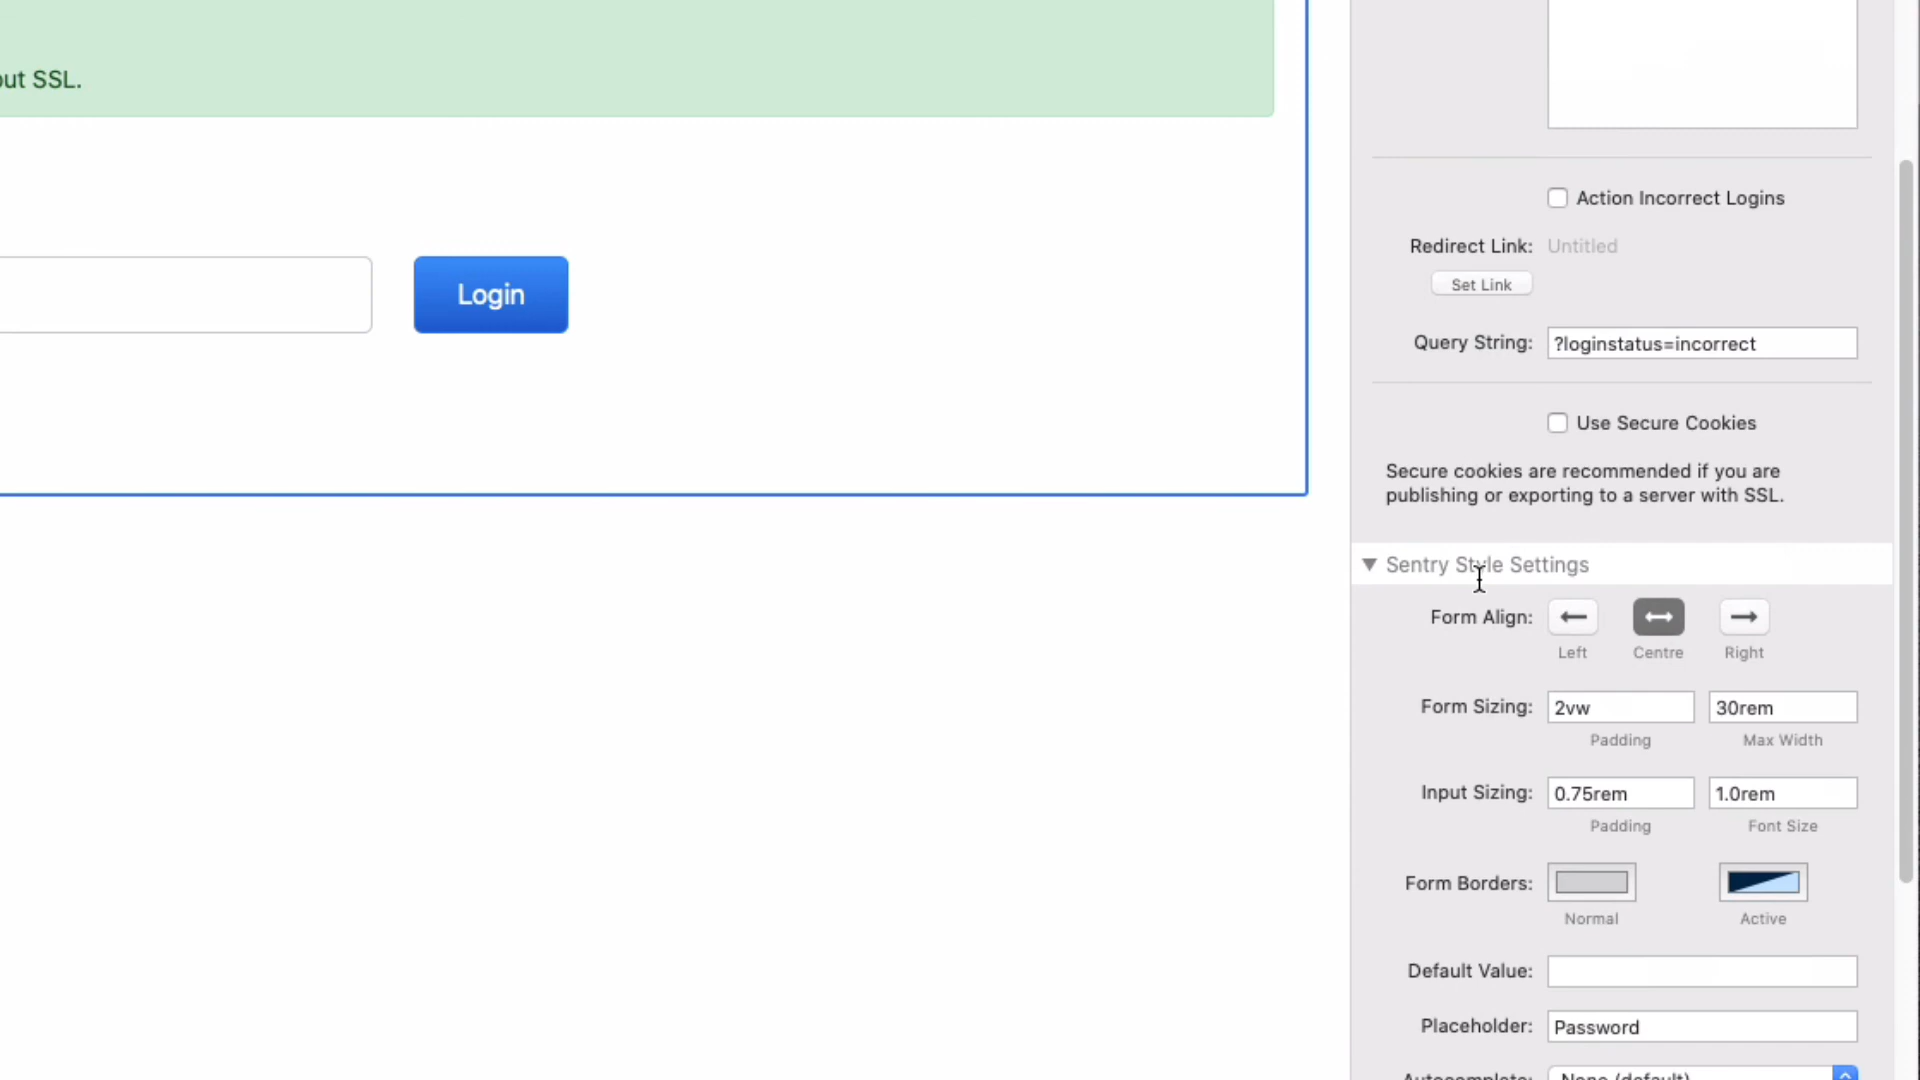 out SSL.
Login
Action Incorrect Logins
Redirect Link: Untitled
Set Link
Query String: ?loginstatus=incorrect
Use Secure Cookies
Secure cookies are recommended if you are
publishing or exporting to a server with SSL.
Sentry Style Settings
Form Align:
Left Centre Right
Form Sizing: 2vw 30rem
Padding Max Width
Input Sizing: 0.75rem 1.0rem
Padding Font Size
Form Borders:
Normal Active
Default Value:
Placeholder: Password
Autocomplete: None (default)